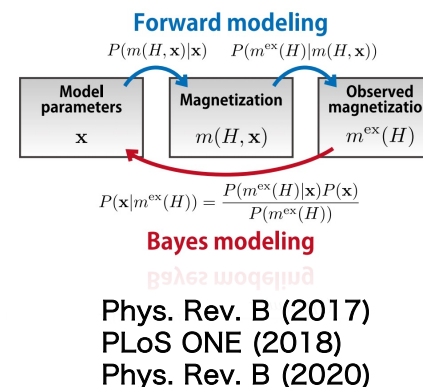 Forward modeling
P(m(H, x)|x) P(m^ex(H)|m(H, x))
Model parameters
x
Magnetization
m(H, x)
Observed magnetizatio
m^ex(H)
P(x|m^ex(H)) = P(m^ex(H)|x)P(x) / P(m^ex(H))
Bayes modeling
Phys. Rev. B (2017)
PLoS ONE (2018)
Phys. Rev. B (2020)